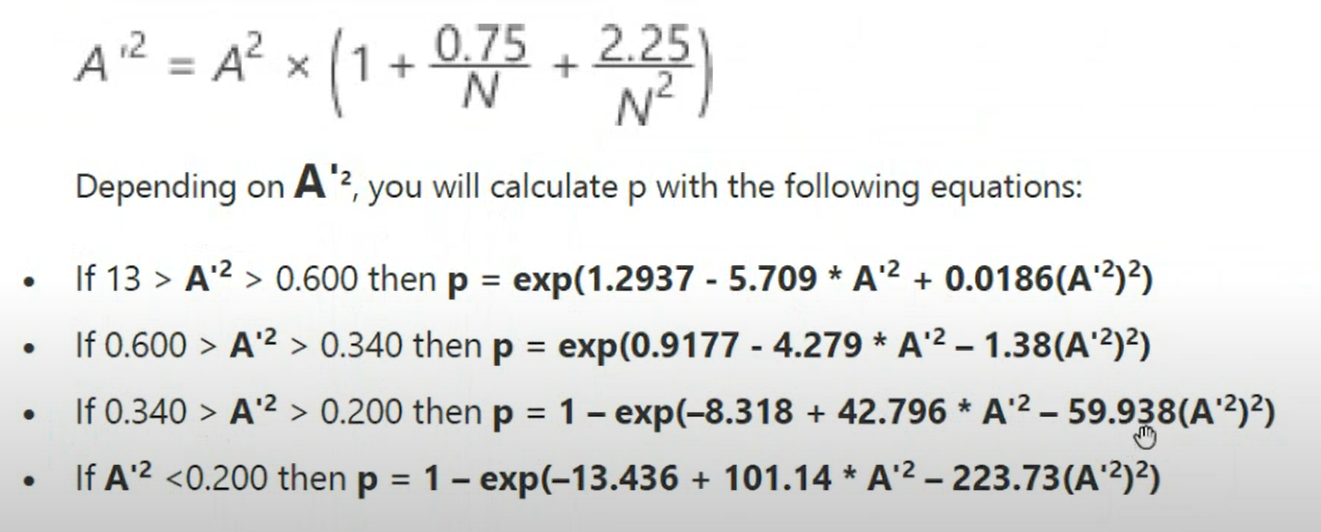 A'² = A² × (1 + 0.75/N + 2.25/N²)
Depending on A'², you will calculate p with the following equations:
• If 13 > A'² > 0.600 then p = exp(1.2937 - 5.709 * A'² + 0.0186(A'²)²)
• If 0.600 > A'² > 0.340 then p = exp(0.9177 - 4.279 * A'² – 1.38(A'²)²)
• If 0.340 > A'² > 0.200 then p = 1 – exp(–8.318 + 42.796 * A'² – 59.938(A'²)²)
• If A'² <0.200 then p = 1 – exp(–13.436 + 101.14 * A'² – 223.73(A'²)²)